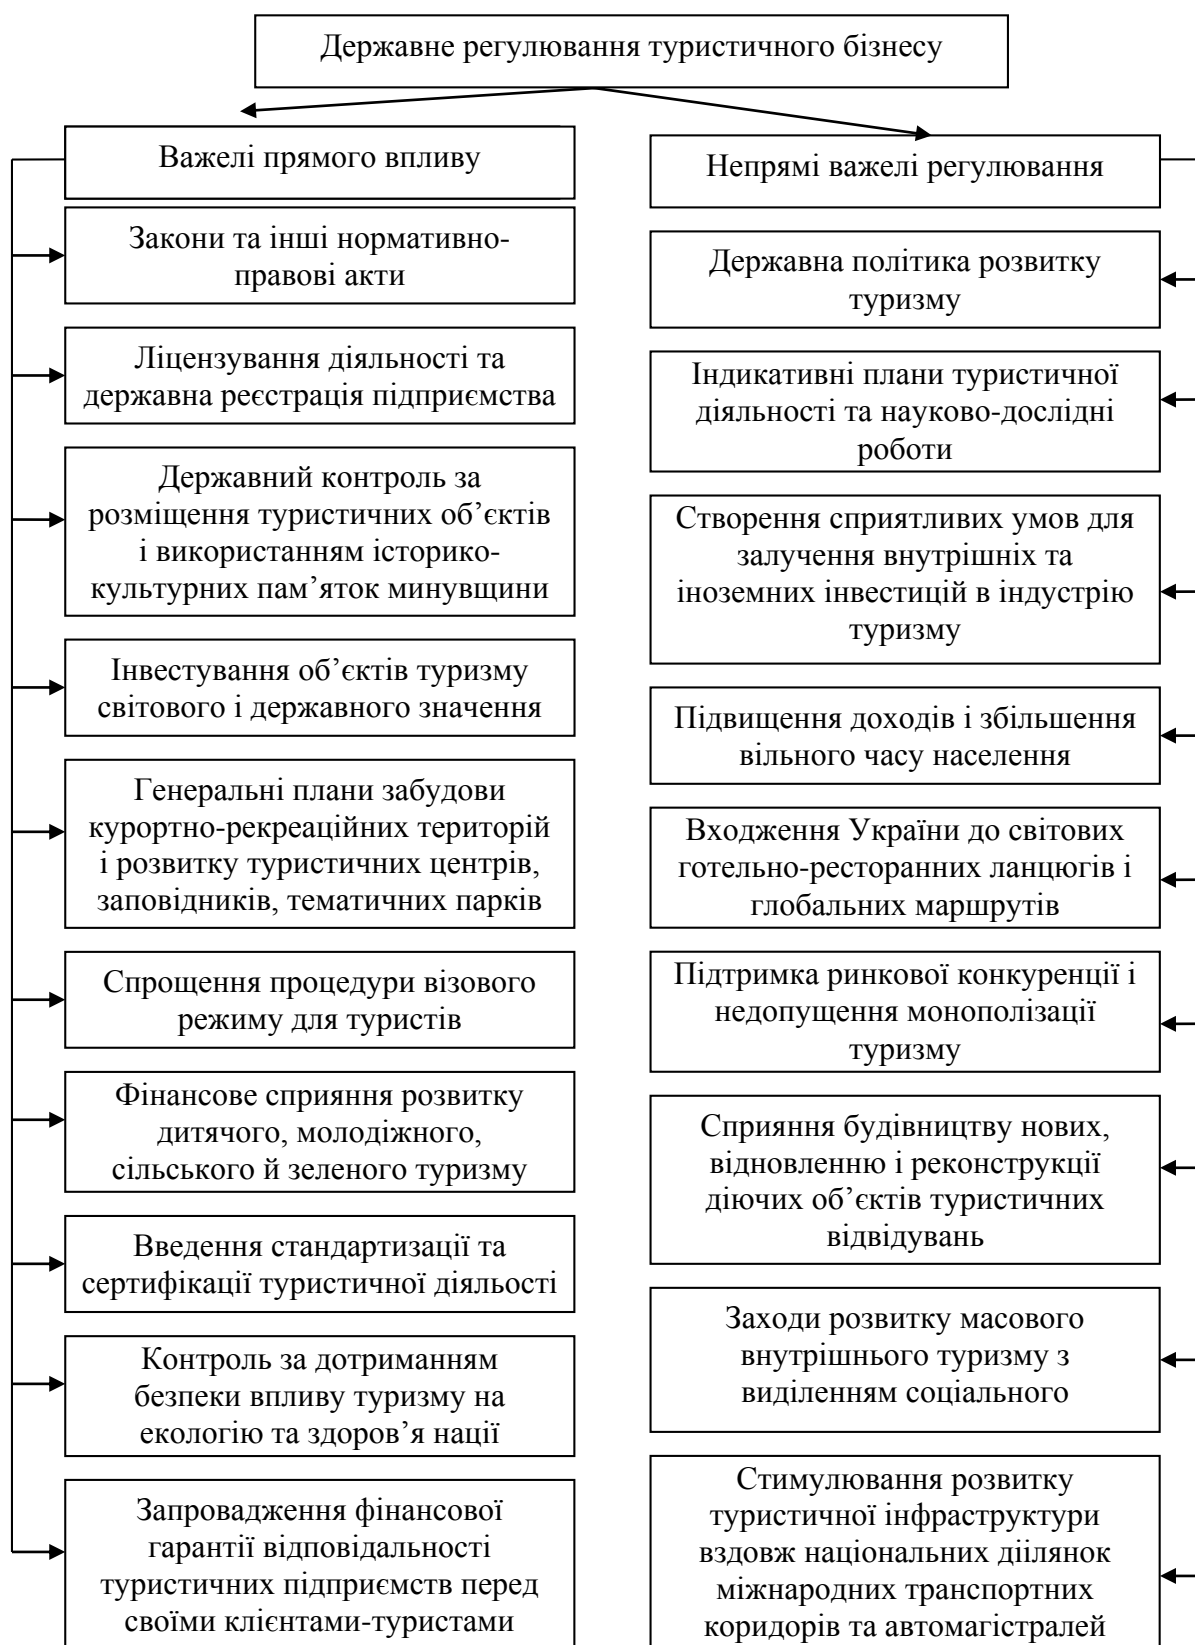 Державне регулювання туристичного бізнесу
Важелі прямого впливу
Закони та інші нормативно-
правові акти
Ліцензування діяльності та
державна реєстрація підприємства
Державний контроль за
розміщення туристичних об’єктів
і використанням історико-
культурних пам’яток минувщини
Інвестування об’єктів туризму
світового і державного значення
Генеральні плани забудови
курортно-рекреаційних територій
і розвитку туристичних центрів,
заповідників, тематичних парків
Спрощення процедури візового
режиму для туристів
Фінансове сприяння розвитку
дитячого, молодіжного,
сільського й зеленого туризму
Введення стандартизації та
сертифікації туристичної діяльості
Контроль за дотриманням
безпеки впливу туризму на
екологію та здоров’я нації
Запровадження фінансової
гарантії відповідальності
туристичних підприємств перед
своїми клієнтами-туристами
Непрямі важелі регулювання
Державна політика розвитку
туризму
Індикативні плани туристичної
діяльності та науково-дослідні
роботи
Створення сприятливих умов для
залучення внутрішніх та
іноземних інвестицій в індустрію
туризму
Підвищення доходів і збільшення
вільного часу населення
Входження України до світових
готельно-ресторанних ланцюгів і
глобальних маршрутів
Підтримка ринкової конкуренції і
недопущення монополізації
туризму
Сприяння будівництву нових,
відновленню і реконструкції
діючих об’єктів туристичних
відвідувань
Заходи розвитку масового
внутрішнього туризму з
виділенням соціального
Стимулювання розвитку
туристичної інфраструктури
вздовж національних діілянок
міжнародних транспортних
коридорів та автомагістралей